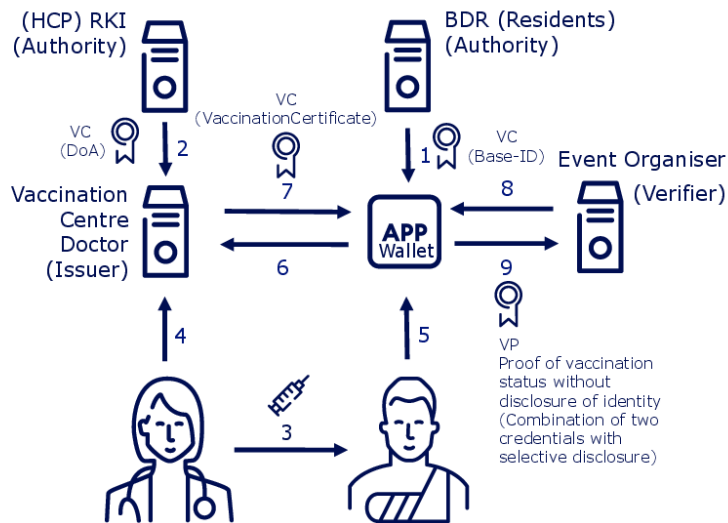 (HCP) RKI
(Authority)
BDR (Residents)
(Authority)
VC
(DoA)
2
VC
(VaccinationCertificate)
1
VC
(Base-ID)
Event Organiser
(Verifier)
Vaccination
Centre
Doctor
(Issuer)
7
6
APP
Wallet
8
9
4
5
3
VP
Proof of vaccination
status without
disclosure of identity
(Combination of two
credentials with
selective disclosure)